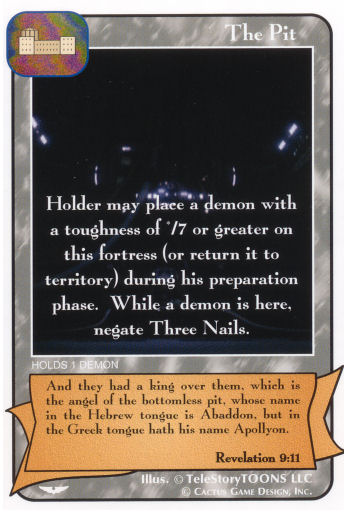 The Pit
Holder may place a demon with
a toughness of */7 or greater on
this fortress (or return it to
territory) during his preparation
phase. While a demon is here,
negate Three Nails.
HOLDS 1 DEMON
And they had a king over them, which is
the angel of the bottomless pit, whose name
in the Hebrew tongue is Abaddon, but in
the Greek tongue hath his name Apollyon.
Revelation 9:11
Illus. © TeleStoryTOONS LLC
© Cactus Game Design, Inc.